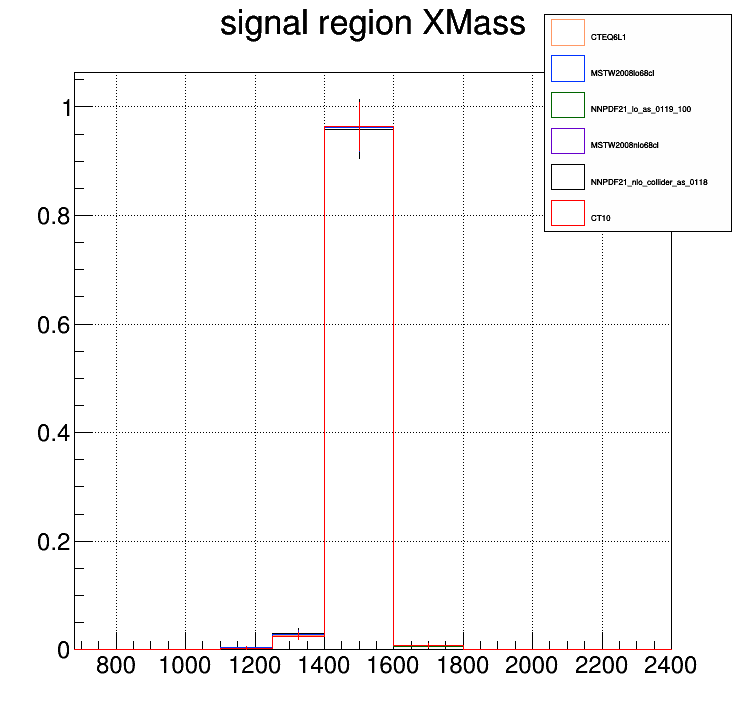 signal region XMass
CTEQ6L1
MSTW2008lo68cl
NNPDF21_lo_as_0119_100
MSTW2008nlo68cl
NNPDF21_nlo_collider_as_0118
CT10
1
0.8
0.6
0.4
0.2
0
800 1000 1200 1400 1600 1800 2000 2200 2400